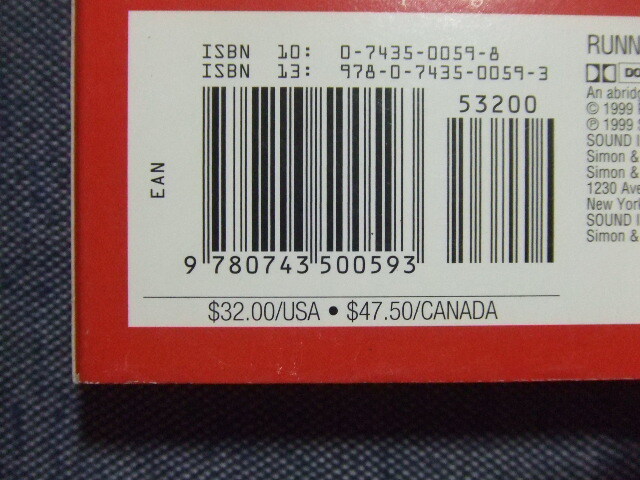 ISBN 10: 0-7435-0059-8
ISBN 13: 978-0-7435-0059-3
53200
EAN
9 780743 500593
$32.00/USA • $47.50/CANADA
RUNN
An abridg
© 1999
℗ 1999 S
SOUND I
Simon &
Simon &
1230 Ave
New York
SOUND I
Simon &